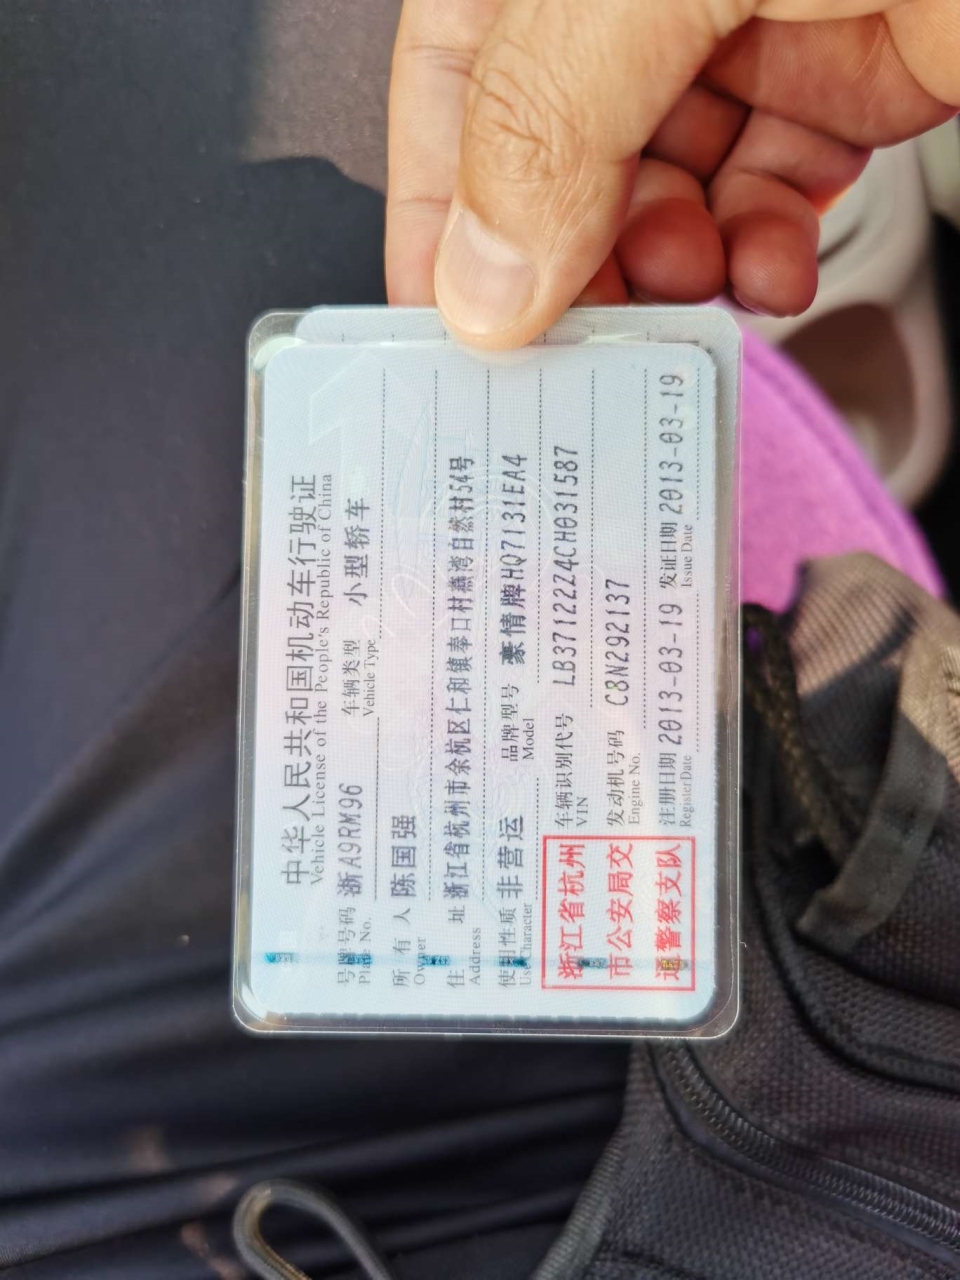 中华人民共和国机动车行驶证
Vehicle License of the People's Republic of China
号牌号码 浙A9RM96 车辆类型 小型轿车
Plate No. Vehicle Type
所有人 陈国强
Owner
住址 浙江省杭州市余杭区仁和镇奉口村燕湾自然村54号
Address
使用性质 非营运 品牌型号 豪情牌HQ7131EA4
Use Character Model
浙江省杭州
市公安局交
通警察支队
车辆识别代号 LB37122Z4CH031587
VIN
发动机号码 C8N292137
Engine No.
注册日期 2013-03-19 发证日期 2013-03-19
Register Date Issue Date